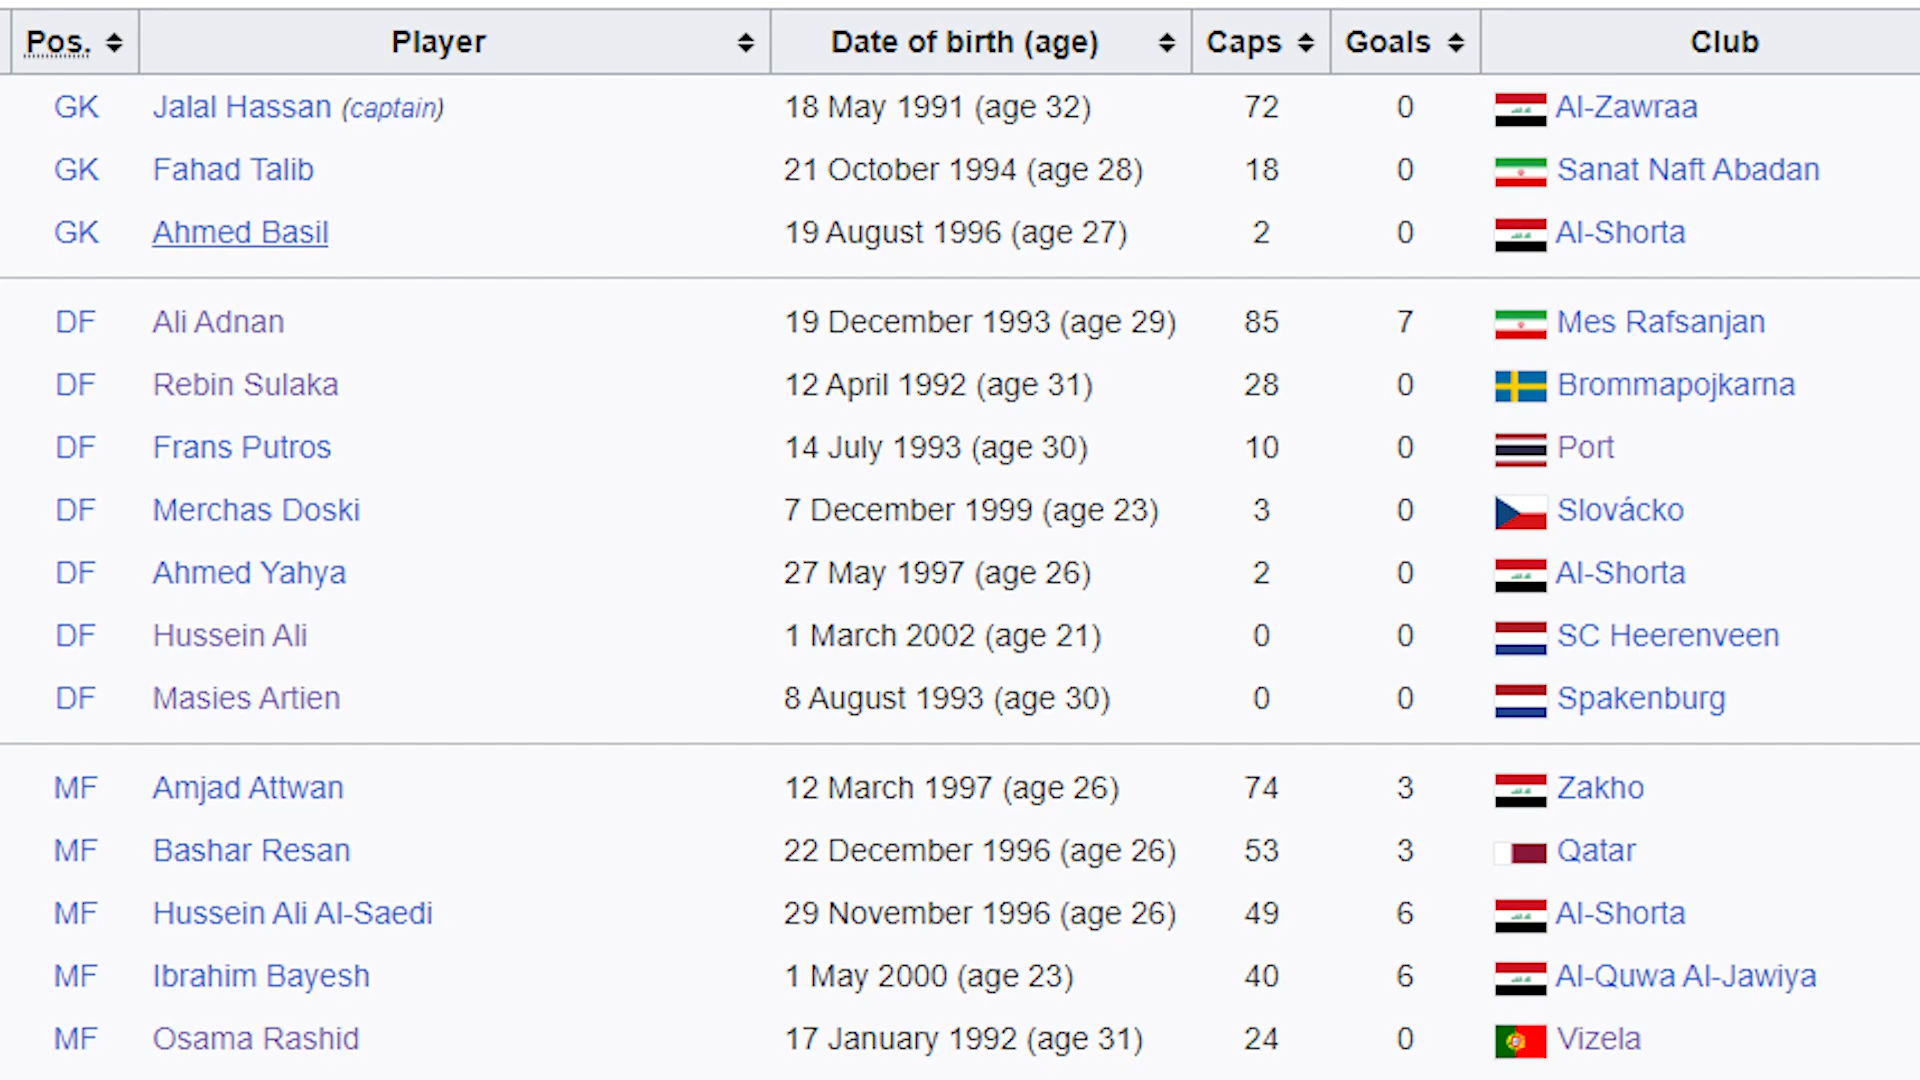 Pos. Player Date of birth (age) Caps Goals Club
GK Jalal Hassan (captain) 18 May 1991 (age 32) 72 0 Al-Zawraa
GK Fahad Talib 21 October 1994 (age 28) 18 0 Sanat Naft Abadan
GK Ahmed Basil 19 August 1996 (age 27) 2 0 Al-Shorta
DF Ali Adnan 19 December 1993 (age 29) 85 7 Mes Rafsanjan
DF Rebin Sulaka 12 April 1992 (age 31) 28 0 Brommapojkarna
DF Frans Putros 14 July 1993 (age 30) 10 0 Port
DF Merchas Doski 7 December 1999 (age 23) 3 0 Slovácko
DF Ahmed Yahya 27 May 1997 (age 26) 2 0 Al-Shorta
DF Hussein Ali 1 March 2002 (age 21) 0 0 SC Heerenveen
DF Masies Artien 8 August 1993 (age 30) 0 0 Spakenburg
MF Amjad Attwan 12 March 1997 (age 26) 74 3 Zakho
MF Bashar Resan 22 December 1996 (age 26) 53 3 Qatar
MF Hussein Ali Al-Saedi 29 November 1996 (age 26) 49 6 Al-Shorta
MF Ibrahim Bayesh 1 May 2000 (age 23) 40 6 Al-Quwa Al-Jawiya
MF Osama Rashid 17 January 1992 (age 31) 24 0 Vizela